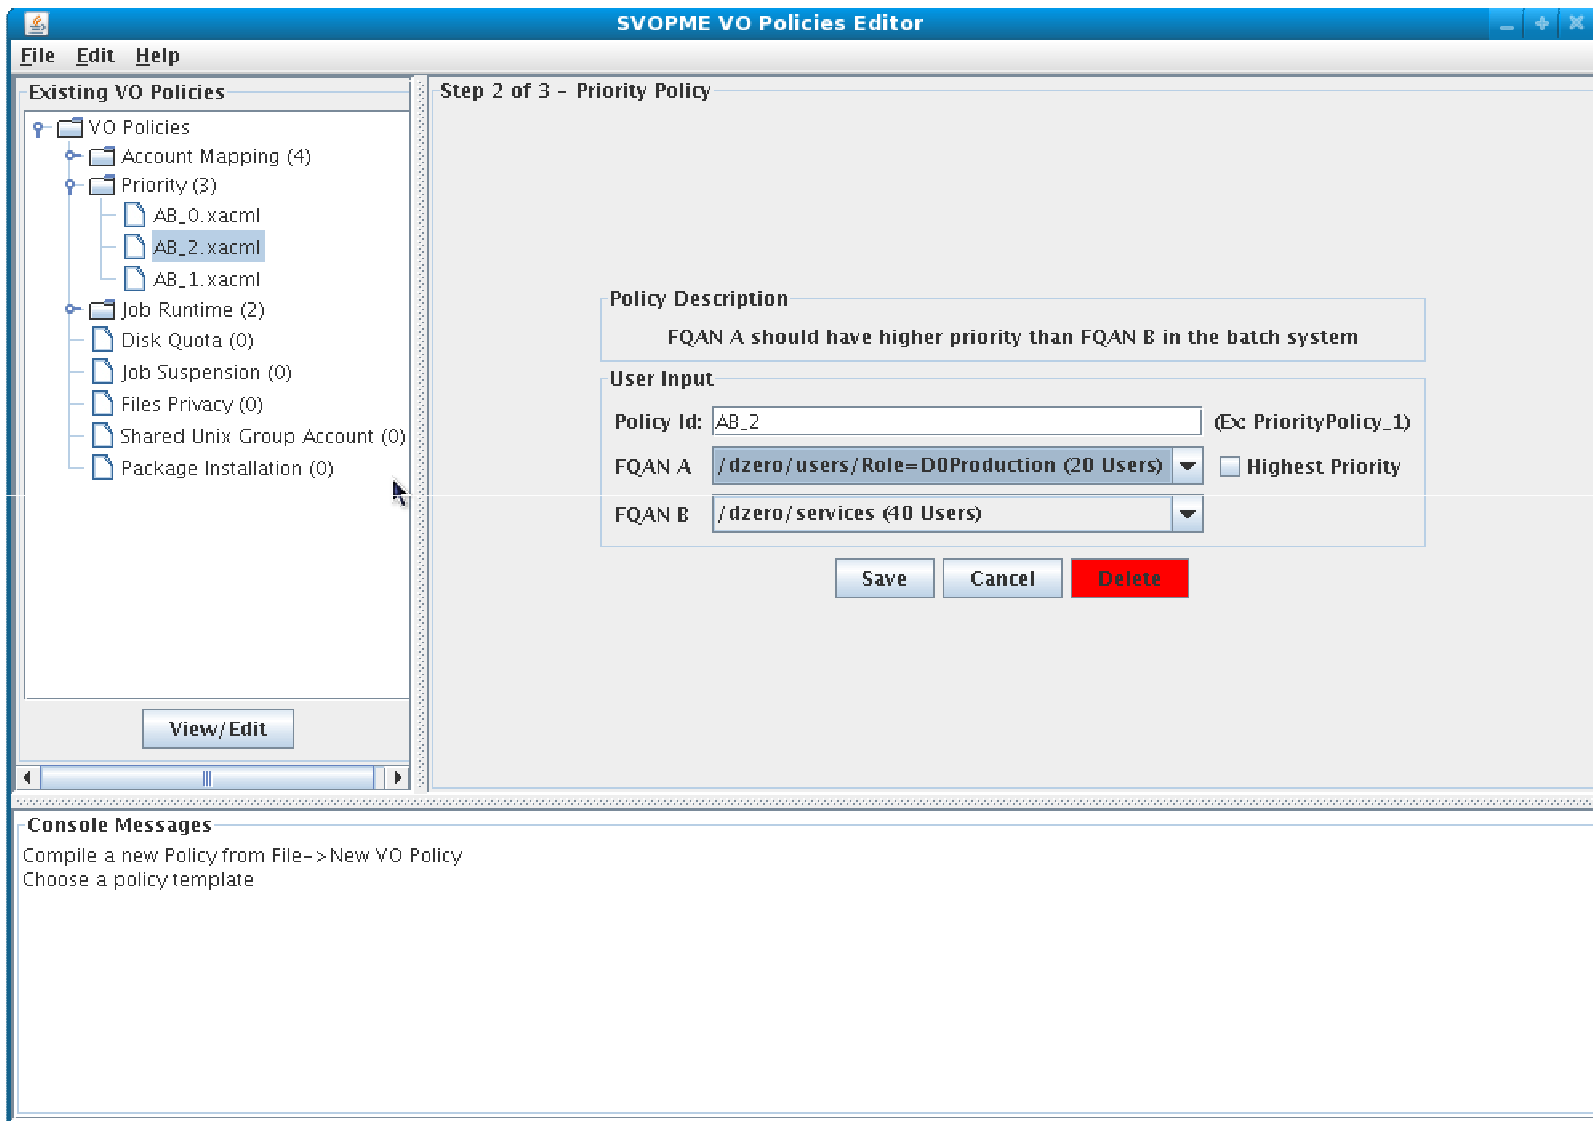 SVOPME VO Policies Editor
File Edit Help
Existing VO Policies
VO Policies
Account Mapping (4)
Priority (3)
AB_0.xacml
AB_2.xacml
AB_1.xacml
Job Runtime (2)
Disk Quota (0)
Job Suspension (0)
Files Privacy (0)
Shared Unix Group Account (0)
Package Installation (0)
View/Edit
Step 2 of 3 - Priority Policy
Policy Description
FQAN A should have higher priority than FQAN B in the batch system
User Input
Policy Id: AB_2 (Ex: PriorityPolicy_1)
FQAN A /dzero/users/Role=D0Production (20 Users) Highest Priority
FQAN B /dzero/services (40 Users)
Save Cancel Delete
Console Messages
Compile a new Policy from File->New VO Policy
Choose a policy template